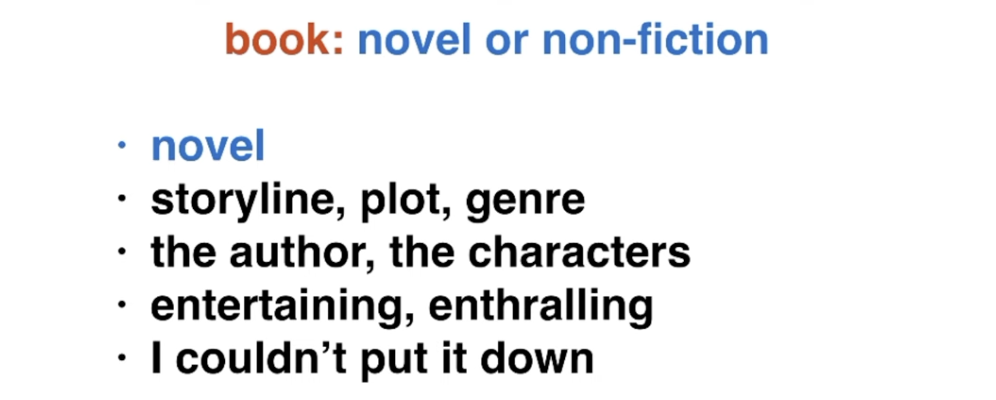 book: novel or non-fiction
· novel
· storyline, plot, genre
· the author, the characters
· entertaining, enthralling
· I couldn’t put it down